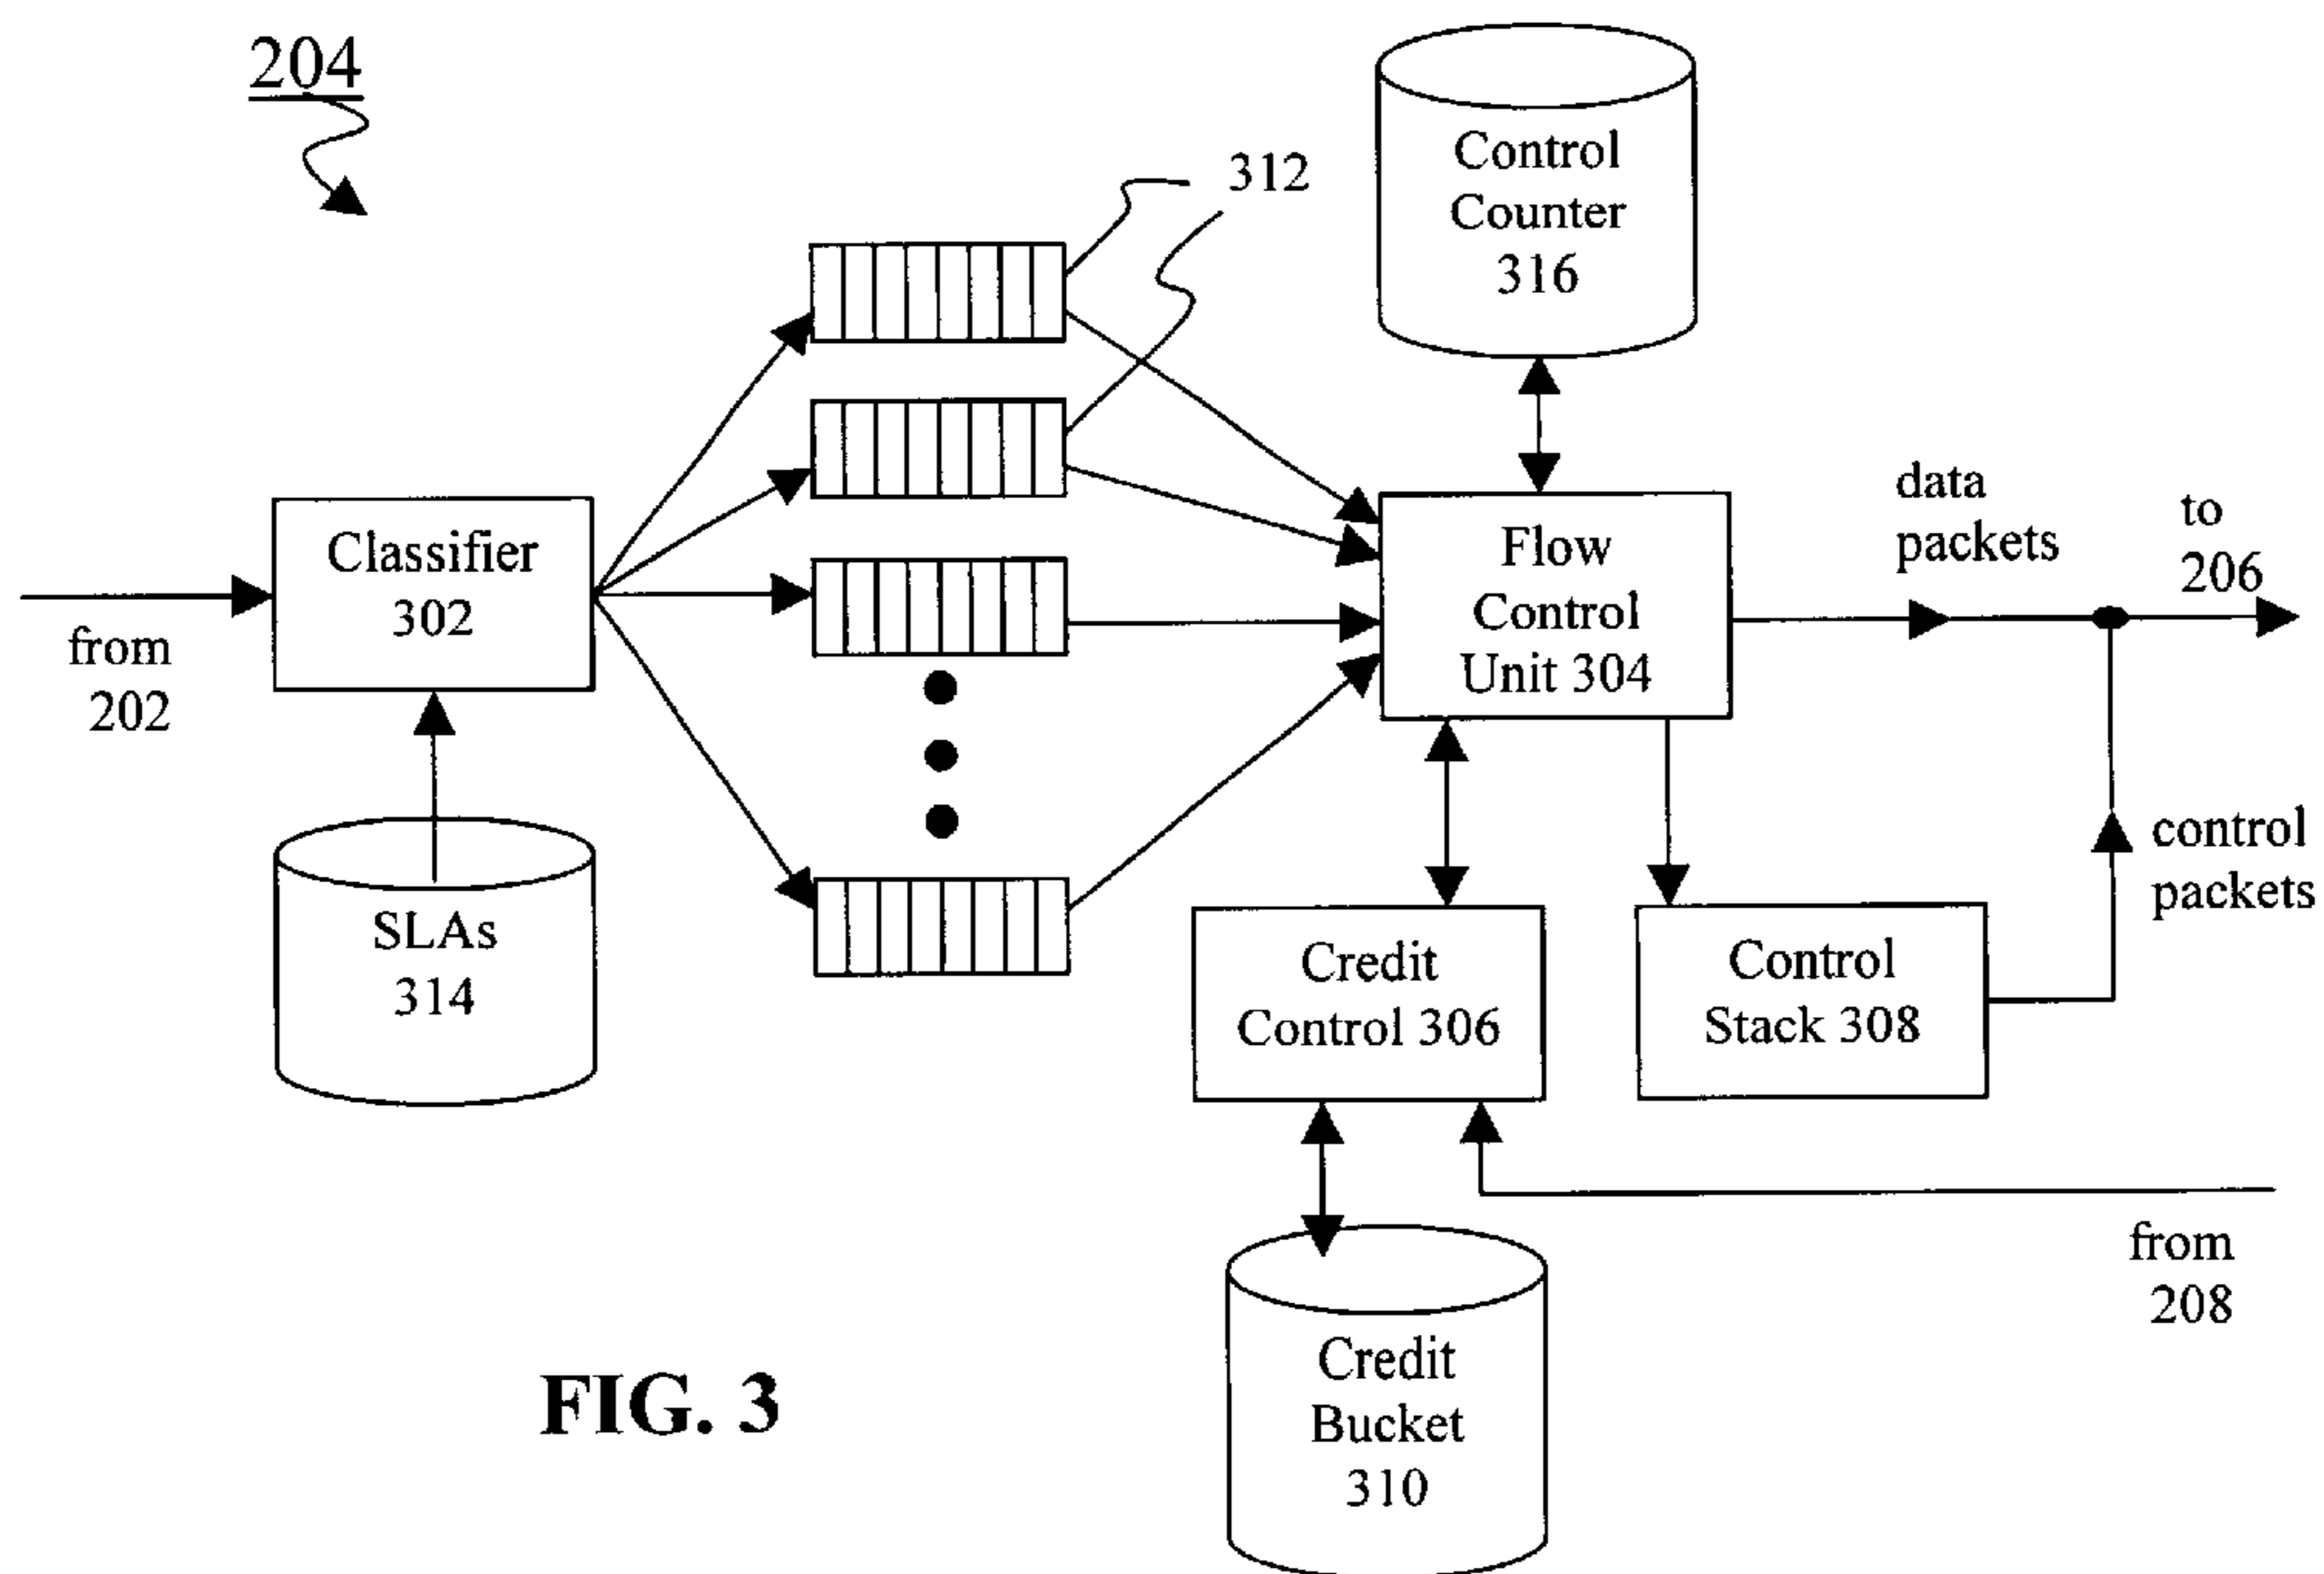 204
312
Control
Counter
316
data
packets
to
206
Classifier
302
Flow
Control
Unit 304
from
202
SLAs
314
control
packets
Credit
Control 306
Control
Stack 308
from
208
Credit
Bucket
310
FIG. 3